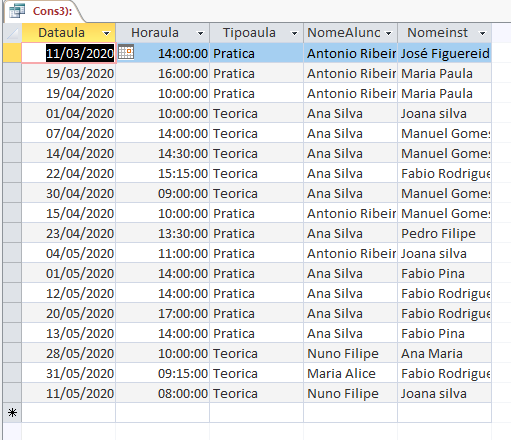 Cons3):
Dataula Horaula Tipoaula NomeAlunc Nomeinst
11/03/2020 14:00:00 Pratica Antonio Ribeir José Figuereid
19/03/2020 16:00:00 Pratica Antonio Ribeir Maria Paula
19/04/2020 10:00:00 Pratica Antonio Ribeir Maria Paula
01/04/2020 10:00:00 Teorica Ana Silva Joana silva
07/04/2020 14:00:00 Teorica Ana Silva Manuel Gomes
14/04/2020 14:30:00 Teorica Ana Silva Manuel Gomes
22/04/2020 15:15:00 Teorica Ana Silva Fabio Rodrigue
30/04/2020 09:00:00 Teorica Ana Silva Manuel Gomes
15/04/2020 10:00:00 Pratica Antonio Ribeir Manuel Gomes
23/04/2020 13:30:00 Pratica Ana Silva Pedro Filipe
04/05/2020 11:00:00 Pratica Antonio Ribeir Joana silva
01/05/2020 14:00:00 Pratica Ana Silva Fabio Pina
12/05/2020 14:00:00 Pratica Ana Silva Fabio Rodrigue
20/05/2020 17:00:00 Pratica Ana Silva Fabio Rodrigue
13/05/2020 14:00:00 Pratica Ana Silva Fabio Pina
28/05/2020 10:00:00 Teorica Nuno Filipe Ana Maria
31/05/2020 09:15:00 Teorica Maria Alice Fabio Rodrigue
11/05/2020 08:00:00 Teorica Nuno Filipe Joana silva